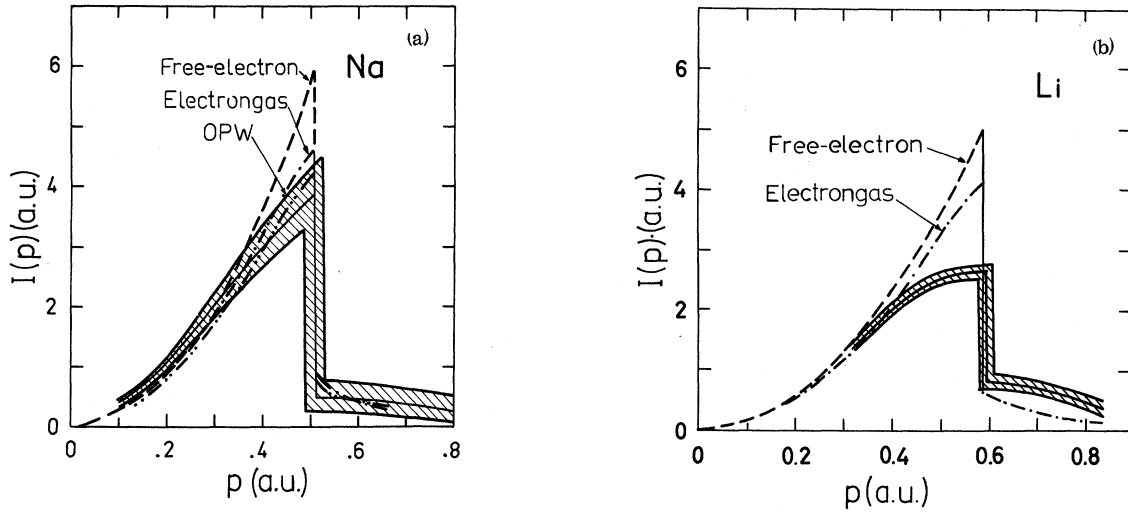 (a)
Na
Free-electron
Electrongas
OPW
I(p)(a.u.)
6
4
2
0
0
.2
.4
.6
.8
p(a.u.)
(b)
Li
Free-electron
Electrongas
I(p)·(a.u.)
6
4
2
0
0
0.2
0.4
0.6
0.8
p(a.u.)